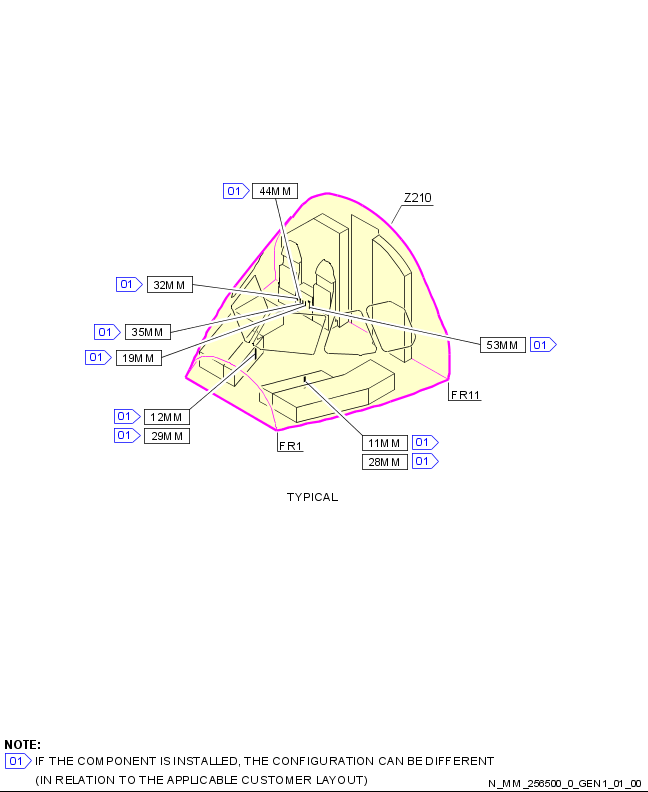 01 44MM
Z210
01 32MM
01 35MM
01 19MM
53MM 01
FR11
01 12MM
01 29MM
FR1
11MM 01
28MM 01
TYPICAL
NOTE:
01 IF THE COMPONENT IS INSTALLED, THE CONFIGURATION CAN BE DIFFERENT
(IN RELATION TO THE APPLICABLE CUSTOMER LAYOUT)
N_MM_256500_0_GEN1_01_00